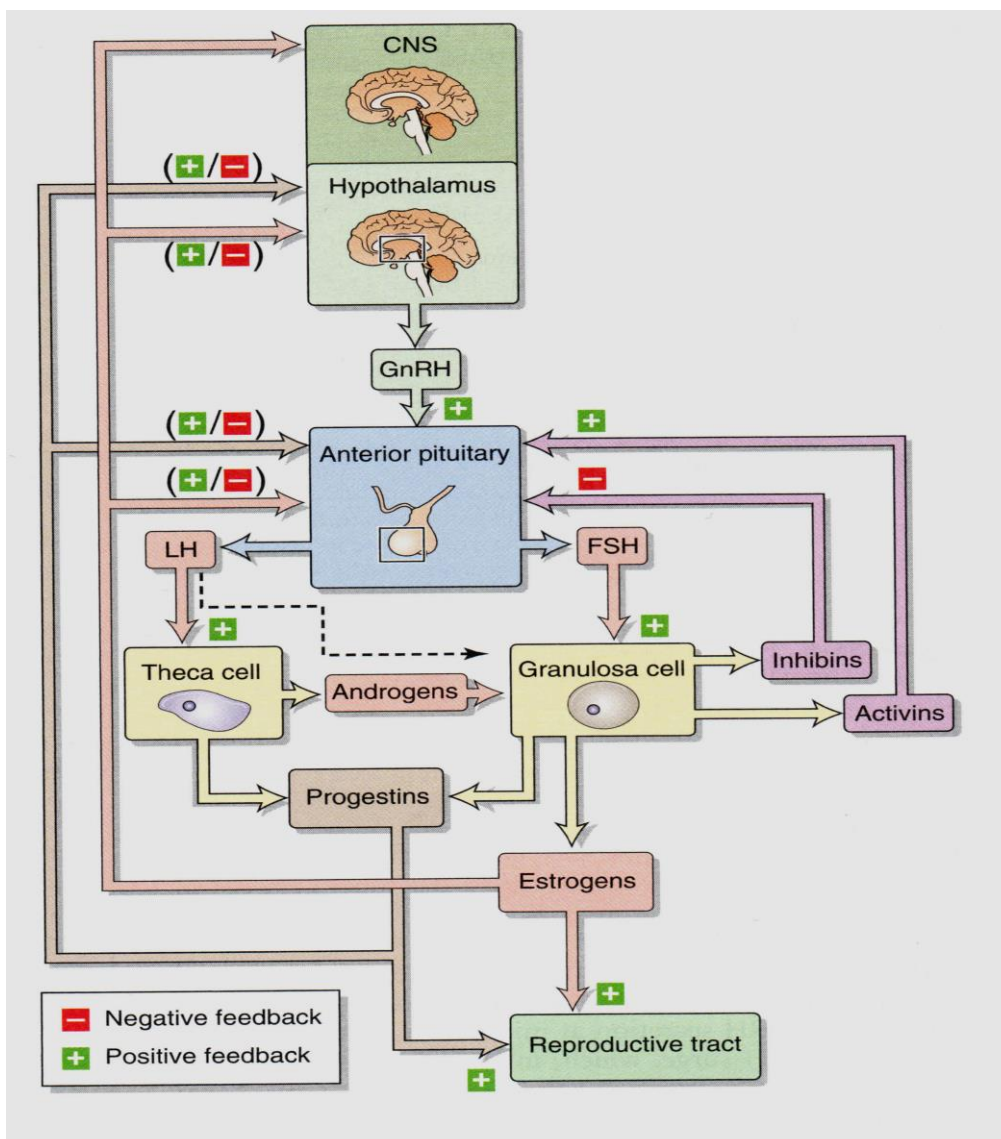 CNS
(+/−)
Hypothalamus
(+/−)
GnRH
+
(+/−)
+
Anterior pituitary
(+/−)
−
LH
FSH
+
+
Theca cell
Androgens
Granulosa cell
Inhibins
Activins
Progestins
Estrogens
+
− Negative feedback
+ Positive feedback
Reproductive tract
+